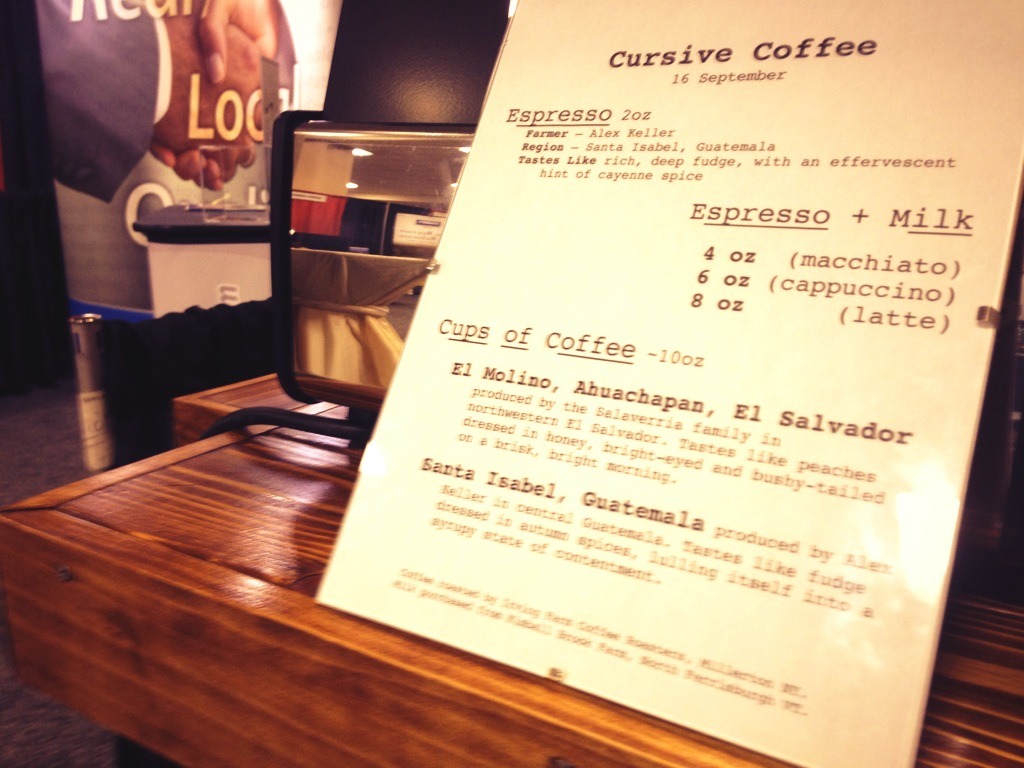 Real
Local
Cursive Coffee
16 September
Espresso 2oz
Farmer – Alex Keller
Region – Santa Isabel, Guatemala
Tastes Like rich, deep fudge, with an effervescent
hint of cayenne spice
Espresso + Milk
4 oz (macchiato)
6 oz (cappuccino)
8 oz (latte)
Cups of Coffee ~10oz
El Molino, Ahuachapan, El Salvador
produced by the Salaverria family in
northwestern El Salvador. Tastes like peaches
dressed in honey, bright-eyed and bushy-tailed
on a brisk, bright morning.
Santa Isabel, Guatemala produced by Alex
Keller in central Guatemala. Tastes like fudge
dressed in autumn spices, lulling itself into a
syrupy state of contentment.
Coffee roasted by Irving Farm Coffee Roasters, Millerton NY.
Milk purchased from Kimball Brook Farm, North Ferrisburgh VT.